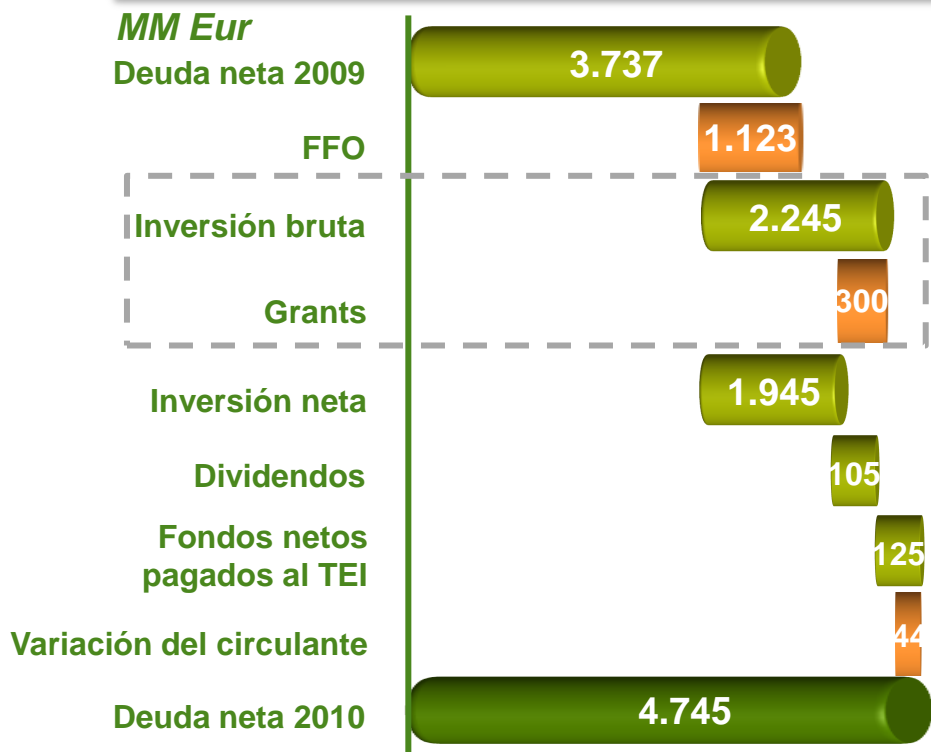 MM Eur
Deuda neta 2009 3.737
FFO 1.123
Inversión bruta 2.245
Grants 300
Inversión neta 1.945
Dividendos 105
Fondos netos
pagados al TEI 125
Variación del circulante 44
Deuda neta 2010 4.745